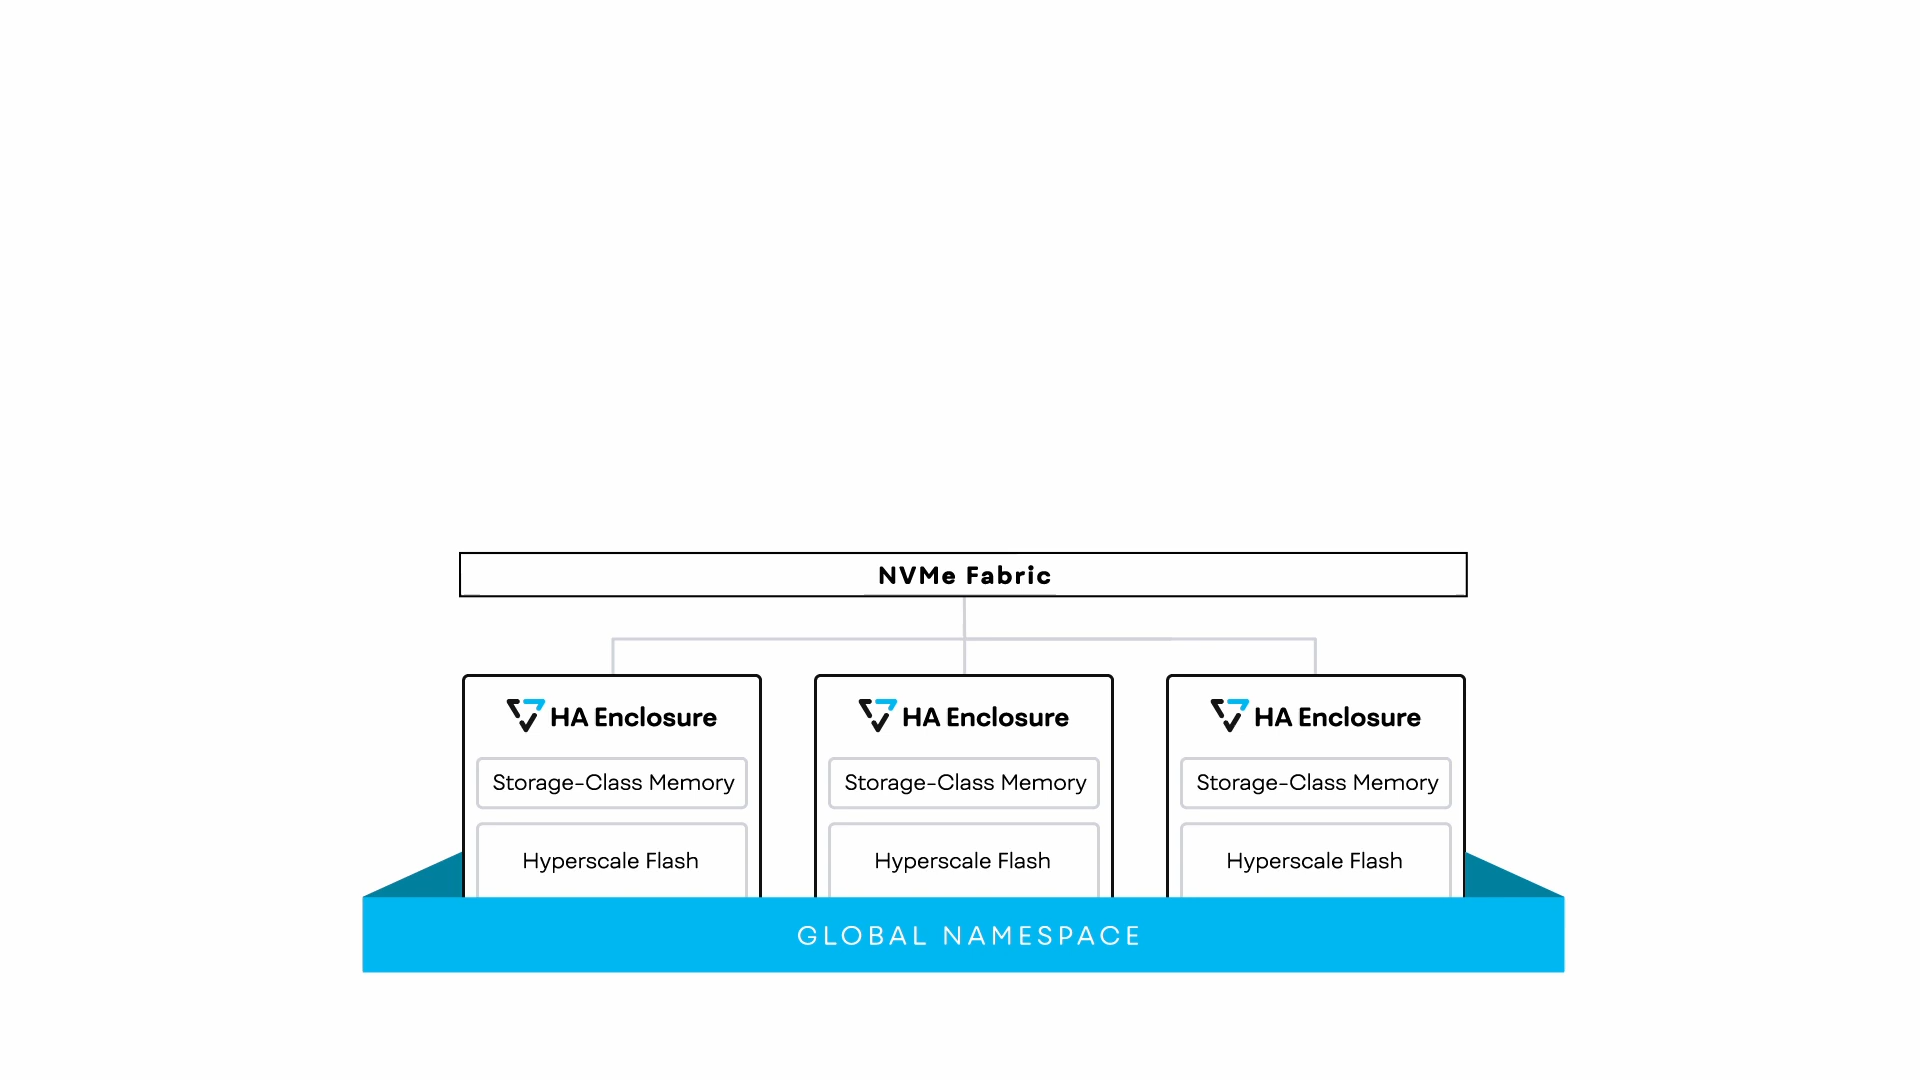 NVMe Fabric
HA Enclosure
Storage-Class Memory
Hyperscale Flash
HA Enclosure
Storage-Class Memory
Hyperscale Flash
HA Enclosure
Storage-Class Memory
Hyperscale Flash
GLOBAL NAMESPACE